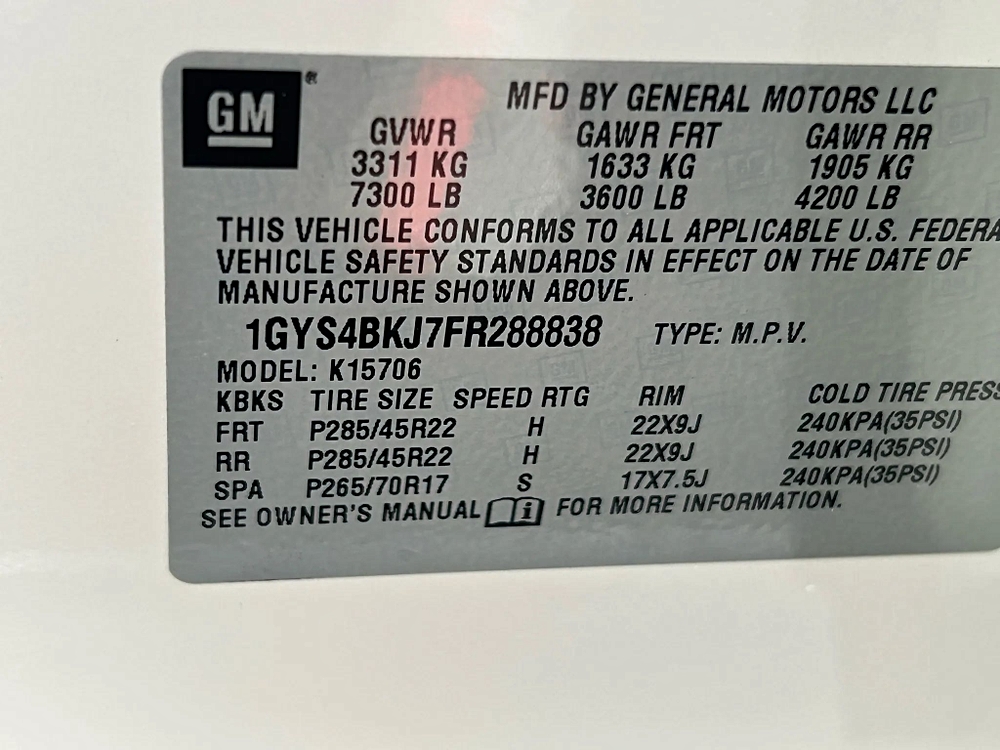 GM® MFD BY GENERAL MOTORS LLC
GVWR GAWR FRT GAWR RR
3311 KG 1633 KG 1905 KG
7300 LB 3600 LB 4200 LB
THIS VEHICLE CONFORMS TO ALL APPLICABLE U.S. FEDERA
VEHICLE SAFETY STANDARDS IN EFFECT ON THE DATE OF
MANUFACTURE SHOWN ABOVE.
1GYS4BKJ7FR288838 TYPE: M.P.V.
MODEL: K15706
KBKS TIRE SIZE SPEED RTG RIM COLD TIRE PRESS
FRT P285/45R22 H 22X9J 240KPA(35PSI)
RR P285/45R22 H 22X9J 240KPA(35PSI)
SPA P265/70R17 S 17X7.5J 240KPA(35PSI)
SEE OWNER'S MANUAL i FOR MORE INFORMATION.